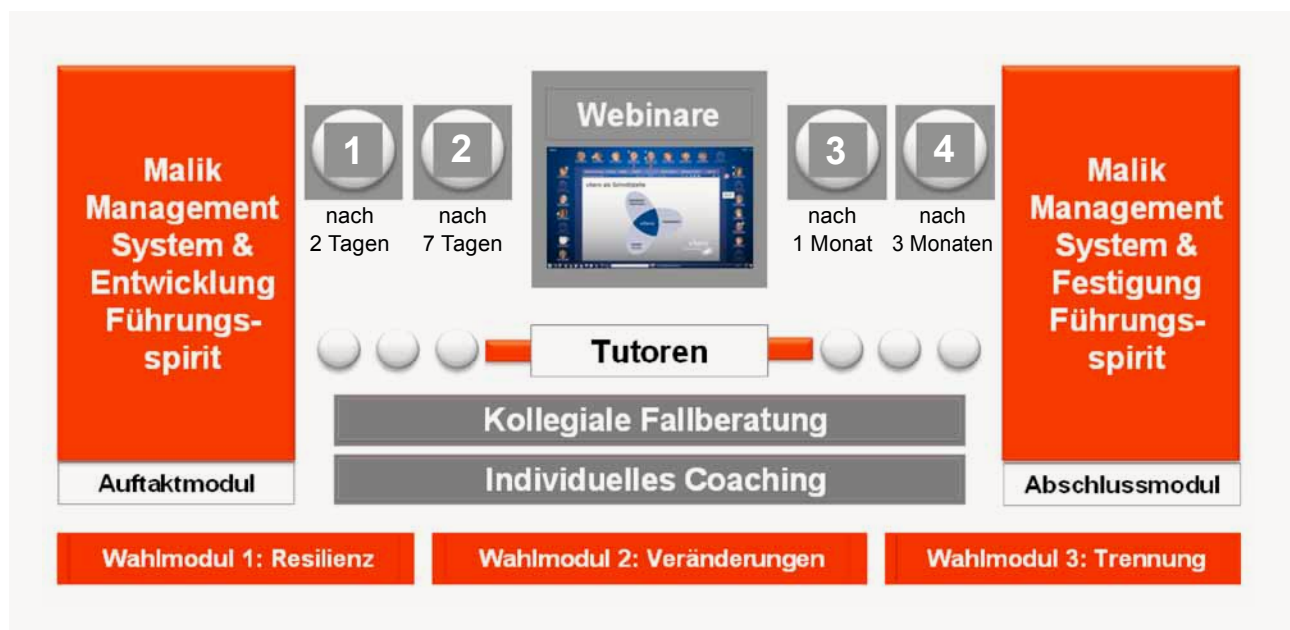 Malik
Management
System &
Entwicklung
Führungs-
spirit
Auftaktmodul
1
nach
2 Tagen
2
nach
7 Tagen
Webinare
3
nach
1 Monat
4
nach
3 Monaten
Tutoren
Kollegiale Fallberatung
Individuelles Coaching
Malik
Management
System &
Festigung
Führungs-
spirit
Abschlussmodul
Wahlmodul 1: Resilienz
Wahlmodul 2: Veränderungen
Wahlmodul 3: Trennung